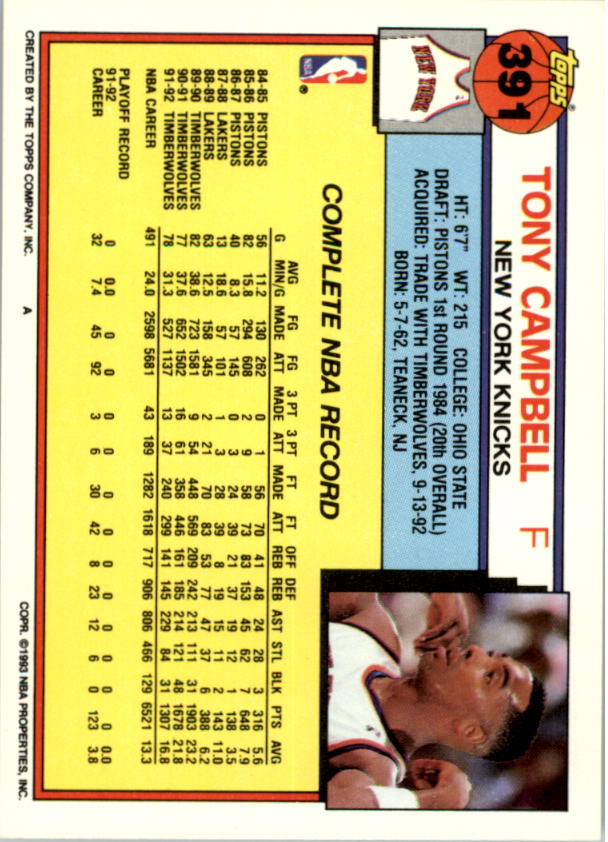 Topps®
391
NEW YORK
TONY CAMPBELL F
NEW YORK KNICKS
HT: 6'7" WT: 215 COLLEGE: OHIO STATE
DRAFT: PISTONS 1st ROUND 1984 (20th OVERALL)
ACQUIRED: TRADE WITH TIMBERWOLVES, 9-13-92
BORN: 5-7-62, TEANECK, NJ
NBA ®
COMPLETE NBA RECORD
AVG FG FG 3 PT 3 PT FT FT OFF DEF
G MIN/G MADE ATT MADE ATT MADE ATT REB REB AST STL BLK PTS AVG
84-85 PISTONS 56 11.2 130 262 0 1 56 70 41 48 24 28 3 316 5.6
85-86 PISTONS 82 15.8 294 608 2 9 58 73 83 153 45 62 7 648 7.9
86-87 PISTONS 40 8.3 57 145 0 3 24 39 21 37 19 12 1 138 3.5
87-88 LAKERS 13 18.6 57 101 1 3 28 39 8 19 15 11 2 143 11.0
88-89 LAKERS 63 12.5 158 345 2 21 70 83 53 77 47 37 6 388 6.2
89-90 TIMBERWOLVES 82 38.6 723 1581 9 54 448 569 209 242 213 111 31 1903 23.2
90-91 TIMBERWOLVES 77 37.6 652 1502 16 61 358 446 161 185 214 121 48 1678 21.8
91-92 TIMBERWOLVES 78 31.3 527 1137 13 37 240 299 141 145 229 84 31 1307 16.8
NBA CAREER 491 24.0 2598 5681 43 189 1282 1618 717 906 806 466 129 6521 13.3
PLAYOFF RECORD
91-92 0 0.0 0 0.0
CAREER 32 7.4 45 92 3 6 30 42 8 23 12 6 0 123 3.8
CREATED BY THE TOPPS COMPANY, INC. A COPR. ©1993 NBA PROPERTIES, INC.